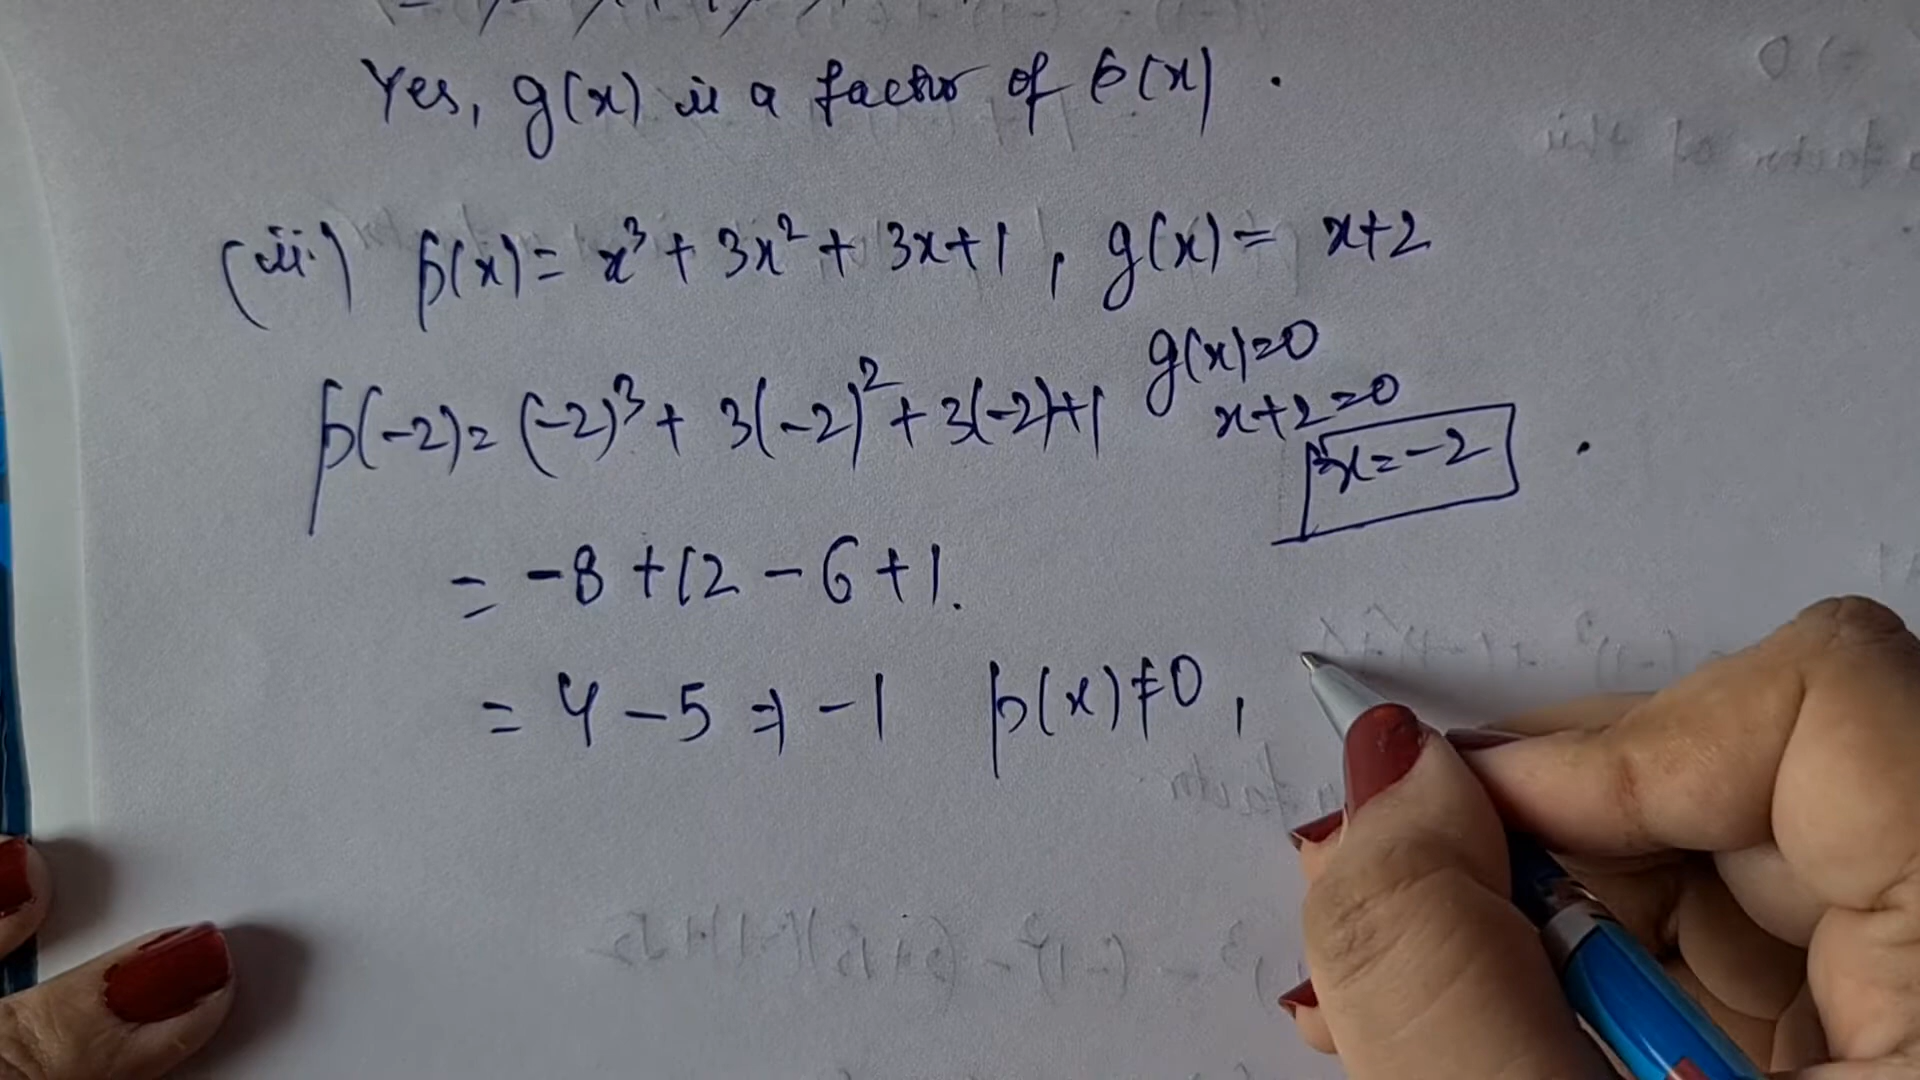 Yes, g(x) is a factor of p(x).
(ii) p(x) = x³ + 3x² + 3x+1, g(x) = x+2
g(x)=0
p(-2) = (-2)³ + 3(-2)² + 3(-2)+1
x+2=0
x = -2
= -8 + 12 - 6 + 1.
= 4 - 5 ⇒ -1 p(x) ≠ 0,